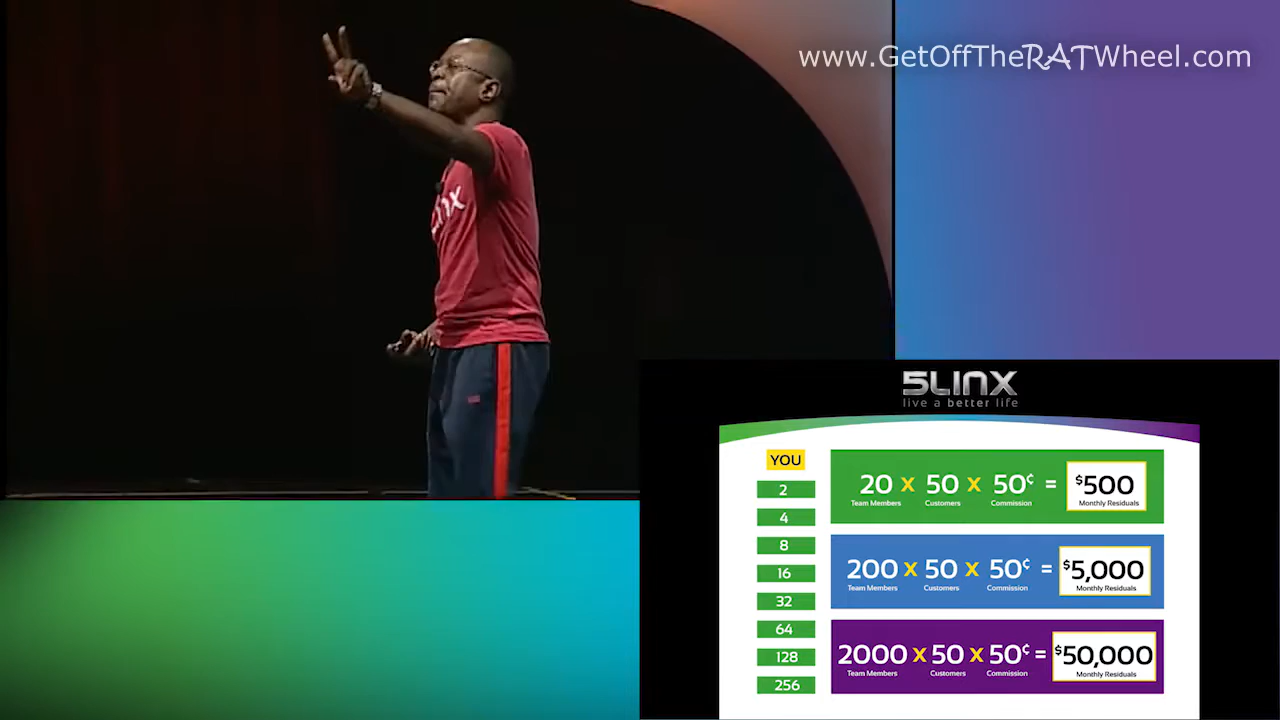 www.GetOffTheRATWheel.com
5LINX
live a better life
YOU
2
4
8
16
32
64
128
256
20 x 50 x 50¢ = $500
Team Members Customers Commission Monthly Residuals
200 x 50 x 50¢ = $5,000
Team Members Customers Commission Monthly Residuals
2000 x 50 x 50¢ = $50,000
Team Members Customers Commission Monthly Residuals